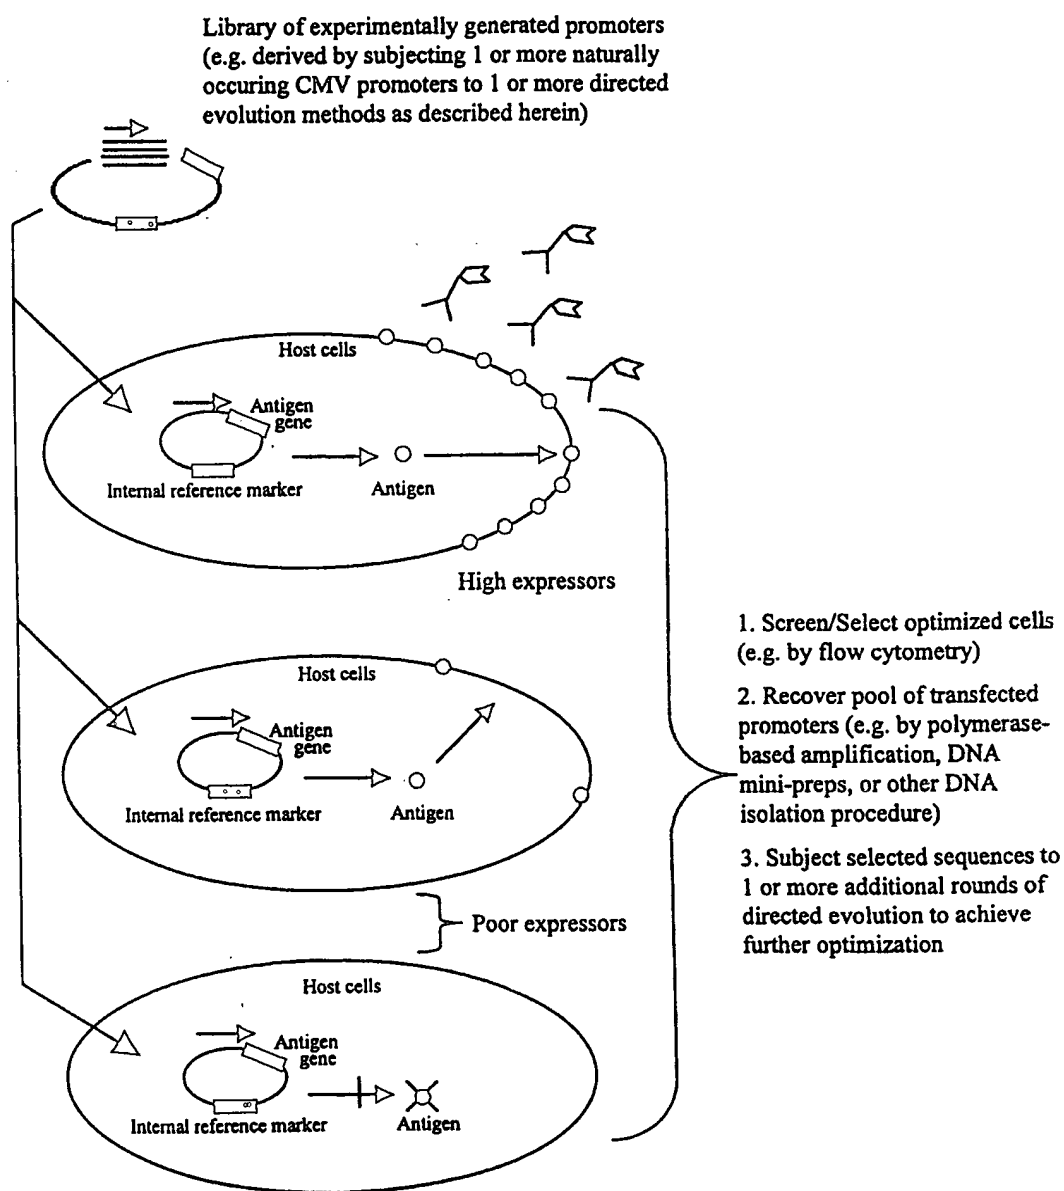 Library of experimentally generated promoters
(e.g. derived by subjecting 1 or more naturally
occuring CMV promoters to 1 or more directed
evolution methods as described herein)
Host cells
Antigen
gene
Internal reference marker
Antigen
High expressors
Host cells
Antigen
gene
Internal reference marker
Antigen
Poor expressors
Host cells
Antigen
gene
Internal reference marker
Antigen
1. Screen/Select optimized cells
(e.g. by flow cytometry)
2. Recover pool of transfected
promoters (e.g. by polymerase-
based amplification, DNA
mini-preps, or other DNA
isolation procedure)
3. Subject selected sequences to
1 or more additional rounds of
directed evolution to achieve
further optimization